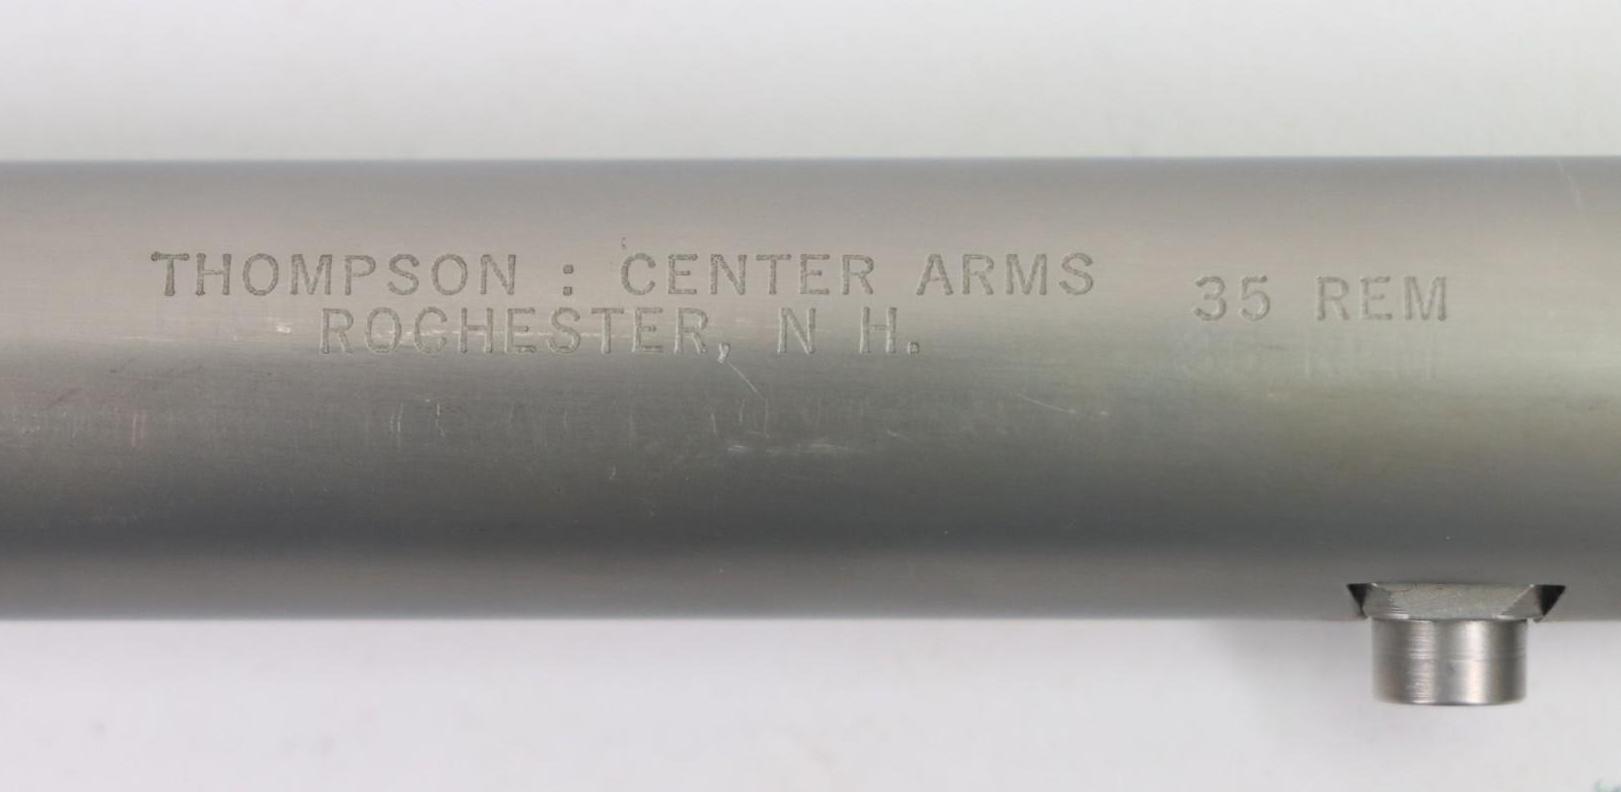 THOMPSON : CENTER ARMS
ROCHESTER, N H.
35 REM